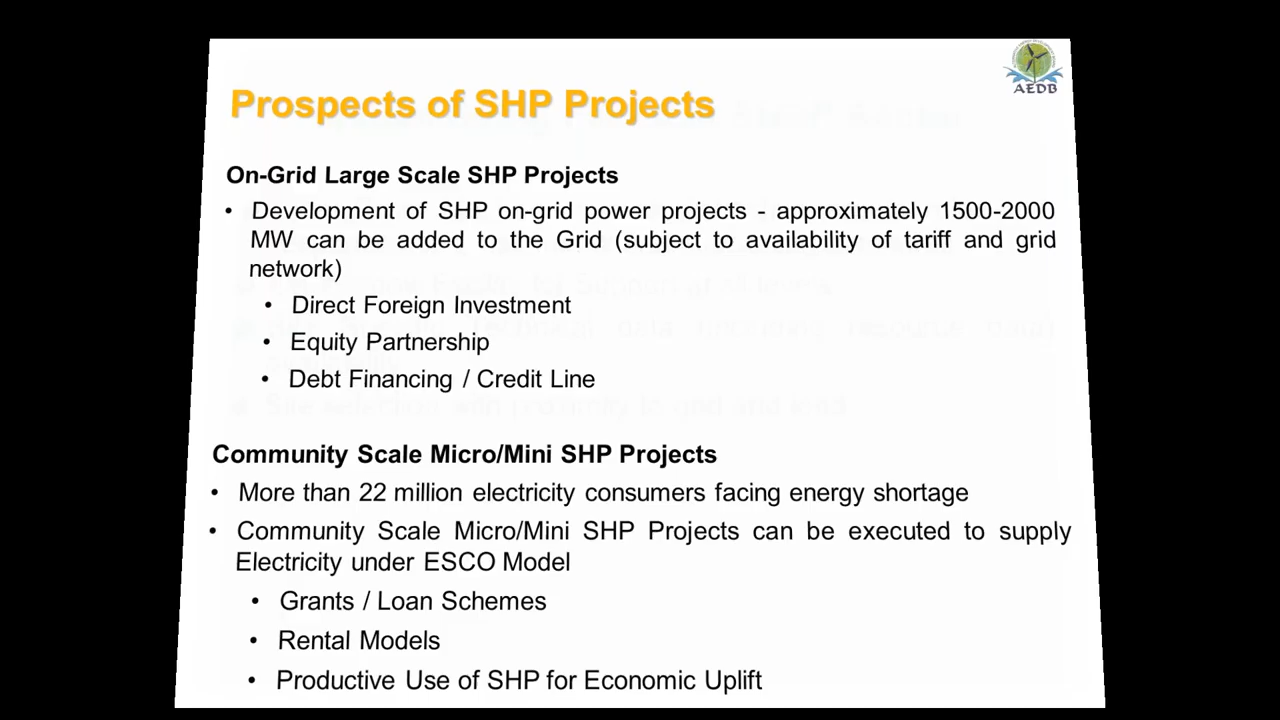 AEDB
Prospects of SHP Projects
On-Grid Large Scale SHP Projects
• Development of SHP on-grid power projects - approximately 1500-2000
MW can be added to the Grid (subject to availability of tariff and grid
network)
• Direct Foreign Investment
• Equity Partnership
• Debt Financing / Credit Line
Community Scale Micro/Mini SHP Projects
• More than 22 million electricity consumers facing energy shortage
• Community Scale Micro/Mini SHP Projects can be executed to supply
Electricity under ESCO Model
• Grants / Loan Schemes
• Rental Models
• Productive Use of SHP for Economic Uplift